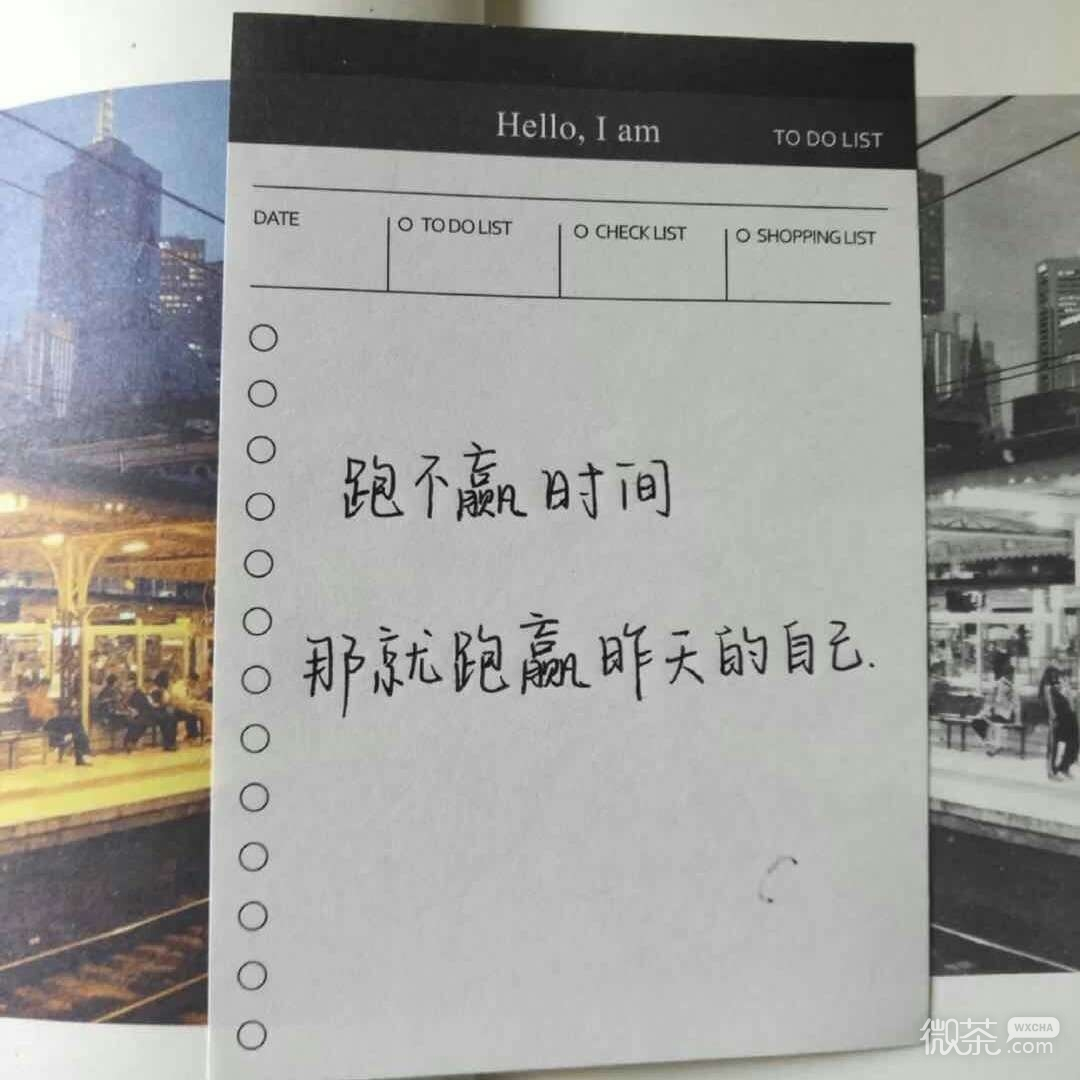 Hello, I am
TO DO LIST
DATE
TO DO LIST
CHECK LIST
SHOPPING LIST
跑不赢时间
那就跑赢昨天的自己.
微茶
WXCHA
.com